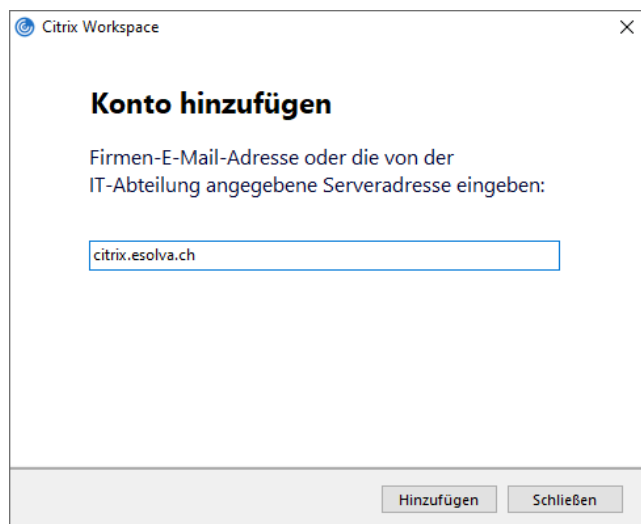 Citrix Workspace
Konto hinzufügen
Firmen-E-Mail-Adresse oder die von der
IT-Abteilung angegebene Serveradresse eingeben:
citrix.esolva.ch
Hinzufügen
Schließen